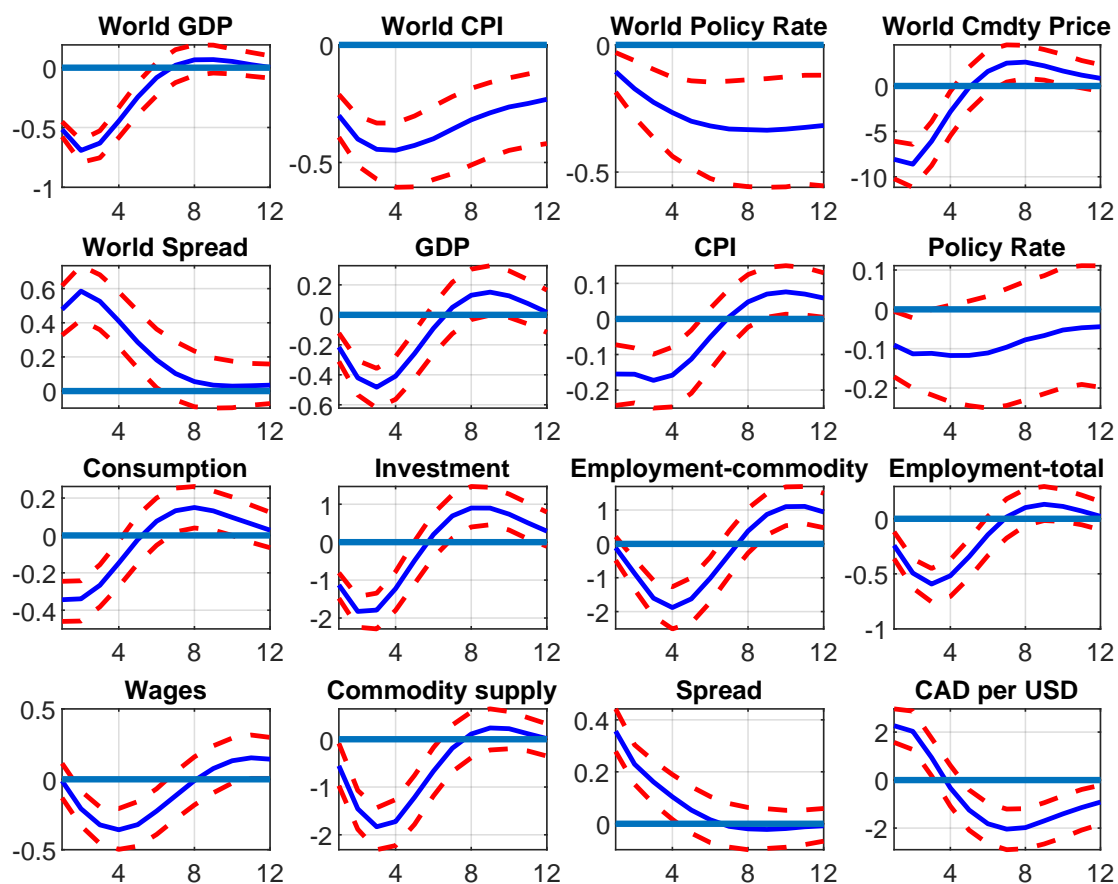 World GDP World CPI World Policy Rate World Cmdty Price
0 0 0 0
-0.5 -0.5 -0.5 -5
-1 -10
4 8 12 4 8 12 4 8 12 4 8 12
World Spread GDP CPI Policy Rate
0.6 0.2 0.1 0.1
0.4 0 0 0
0.2 -0.2 -0.1 -0.1
0 -0.4 -0.2 -0.2
-0.6
4 8 12 4 8 12 4 8 12 4 8 12
Consumption Investment Employment-commodity Employment-total
0.2 1 1 0
0 0 0 -0.5
-0.2 -1 -1 -1
-0.4 -2 -2
4 8 12 4 8 12 4 8 12 4 8 12
Wages Commodity supply Spread CAD per USD
0.5 0 0.4 2
0 -1 0.2 0
-0.5 -2 0 -2
4 8 12 4 8 12 4 8 12 4 8 12